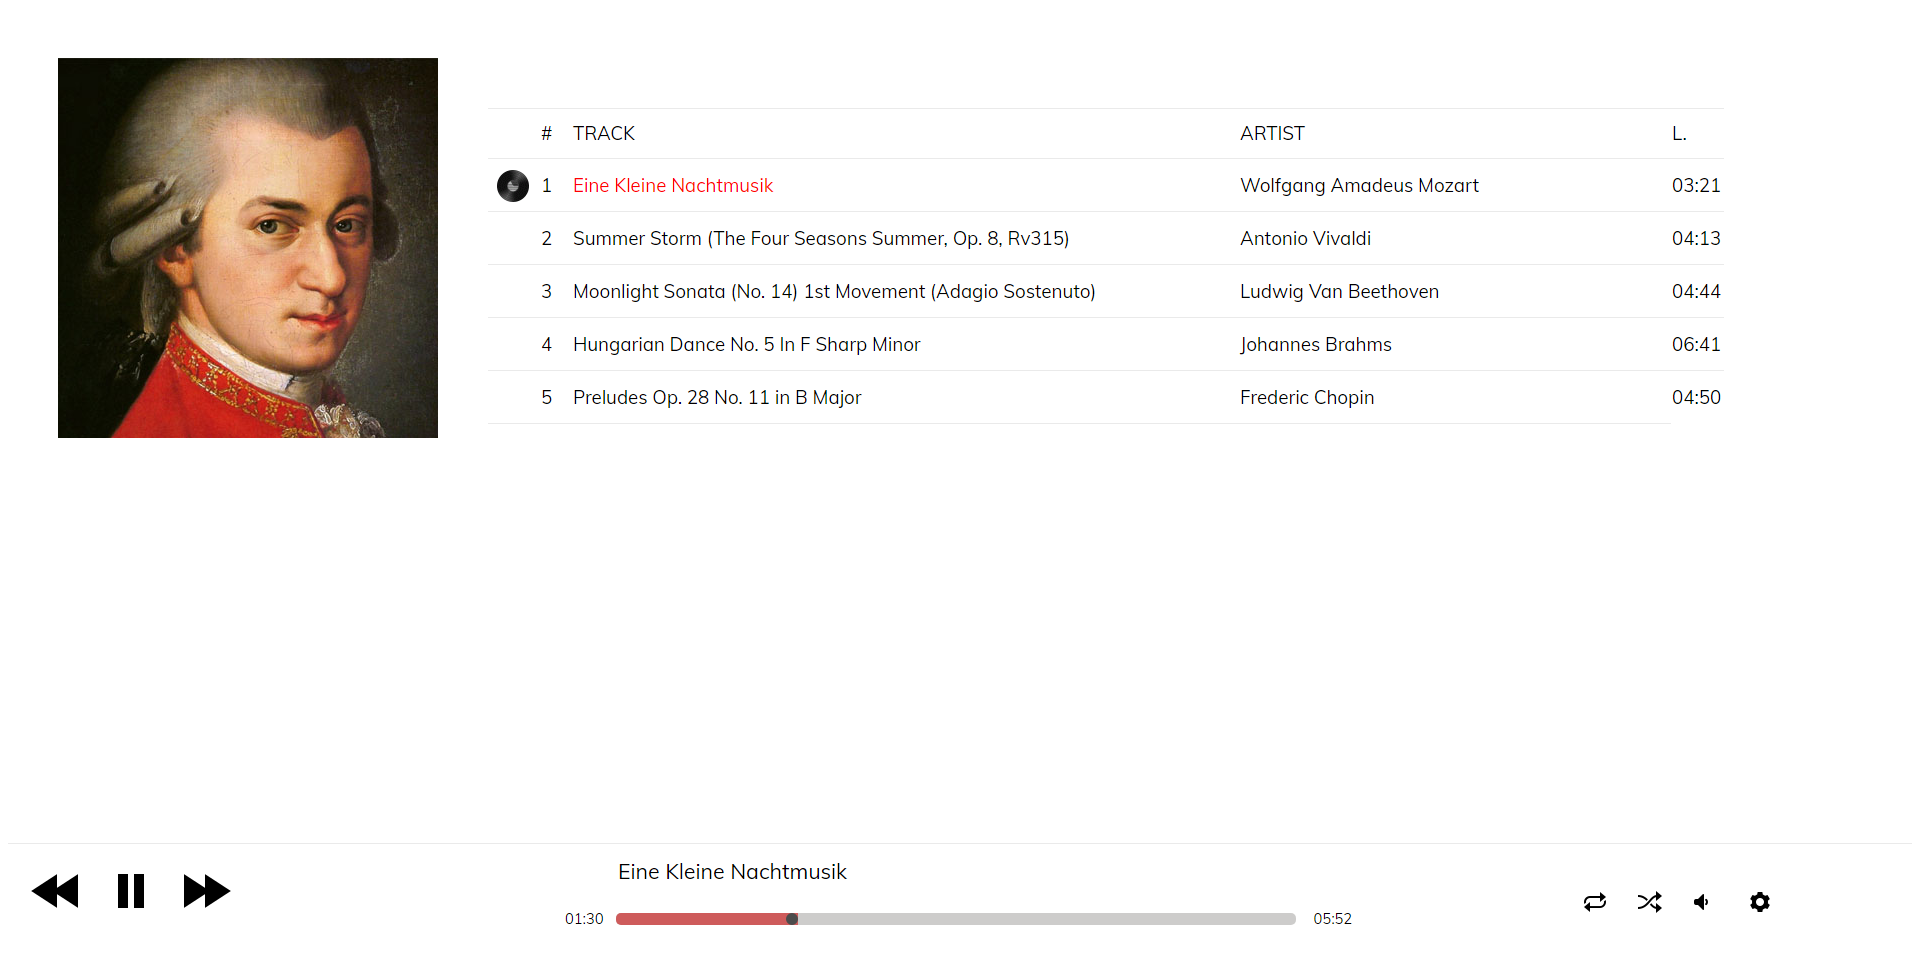 # TRACK ARTIST L.
1 Eine Kleine Nachtmusik Wolfgang Amadeus Mozart 03:21
2 Summer Storm (The Four Seasons Summer, Op. 8, Rv315) Antonio Vivaldi 04:13
3 Moonlight Sonata (No. 14) 1st Movement (Adagio Sostenuto) Ludwig Van Beethoven 04:44
4 Hungarian Dance No. 5 In F Sharp Minor Johannes Brahms 06:41
5 Preludes Op. 28 No. 11 in B Major Frederic Chopin 04:50
Eine Kleine Nachtmusik
01:30 05:52